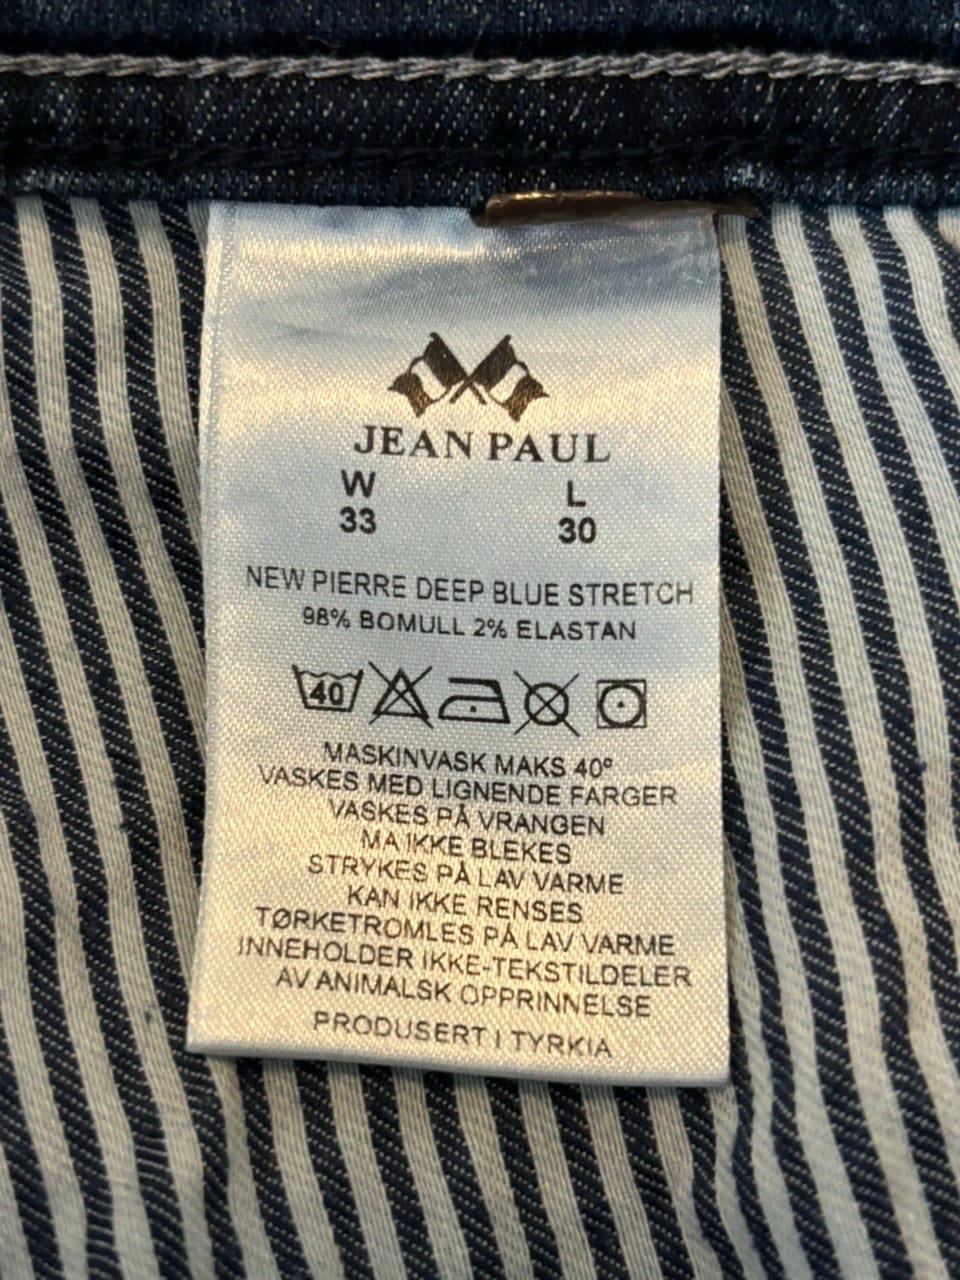 JEAN PAUL
W L
33 30
NEW PIERRE DEEP BLUE STRETCH
98% BOMULL 2% ELASTAN
40
MASKINVASK MAKS 40°
VASKES MED LIGNENDE FARGER
VASKES PÅ VRANGEN
MA IKKE BLEKES
STRYKES PÅ LAV VARME
KAN IKKE RENSES
TØRKETROMLES PÅ LAV VARME
INNEHOLDER IKKE-TEKSTILDELER
AV ANIMALSK OPPRINNELSE
PRODUSERT I TYRKIA